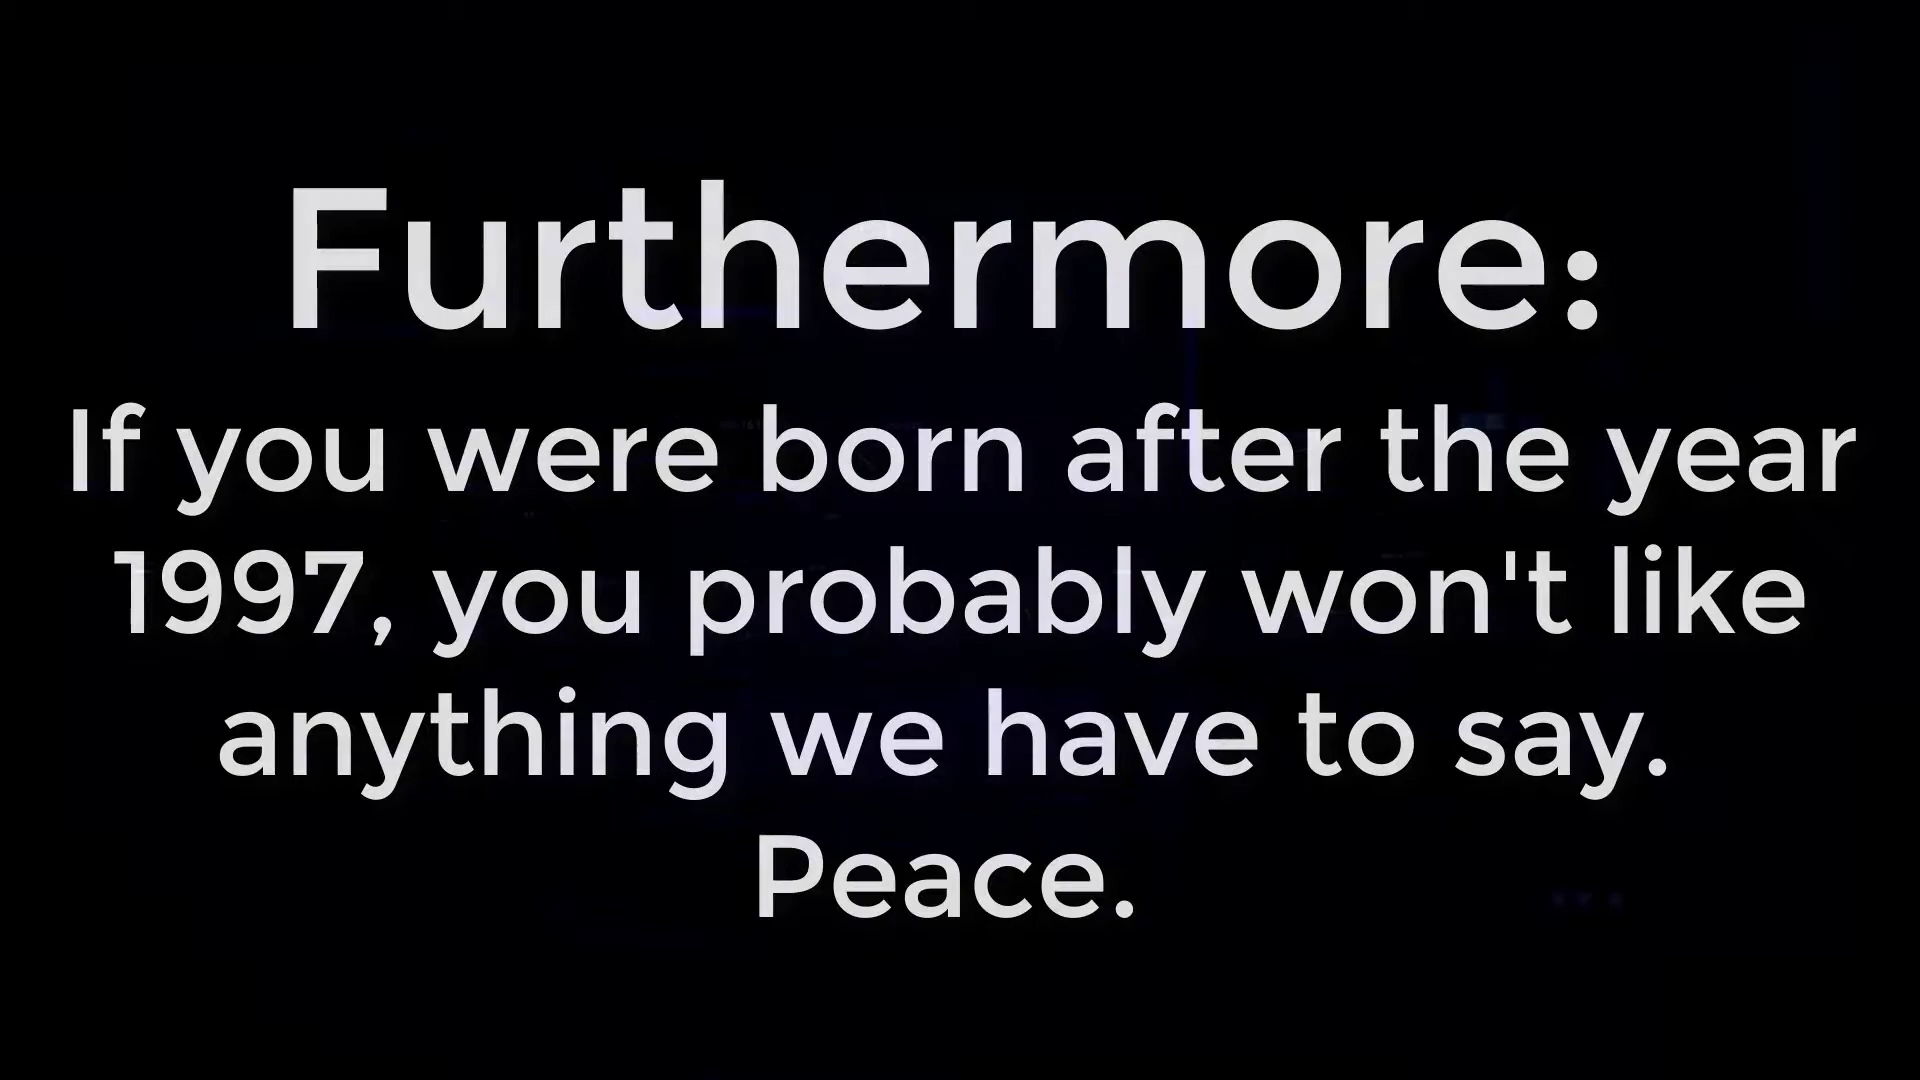 Furthermore:
If you were born after the year
1997, you probably won't like
anything we have to say.
Peace.